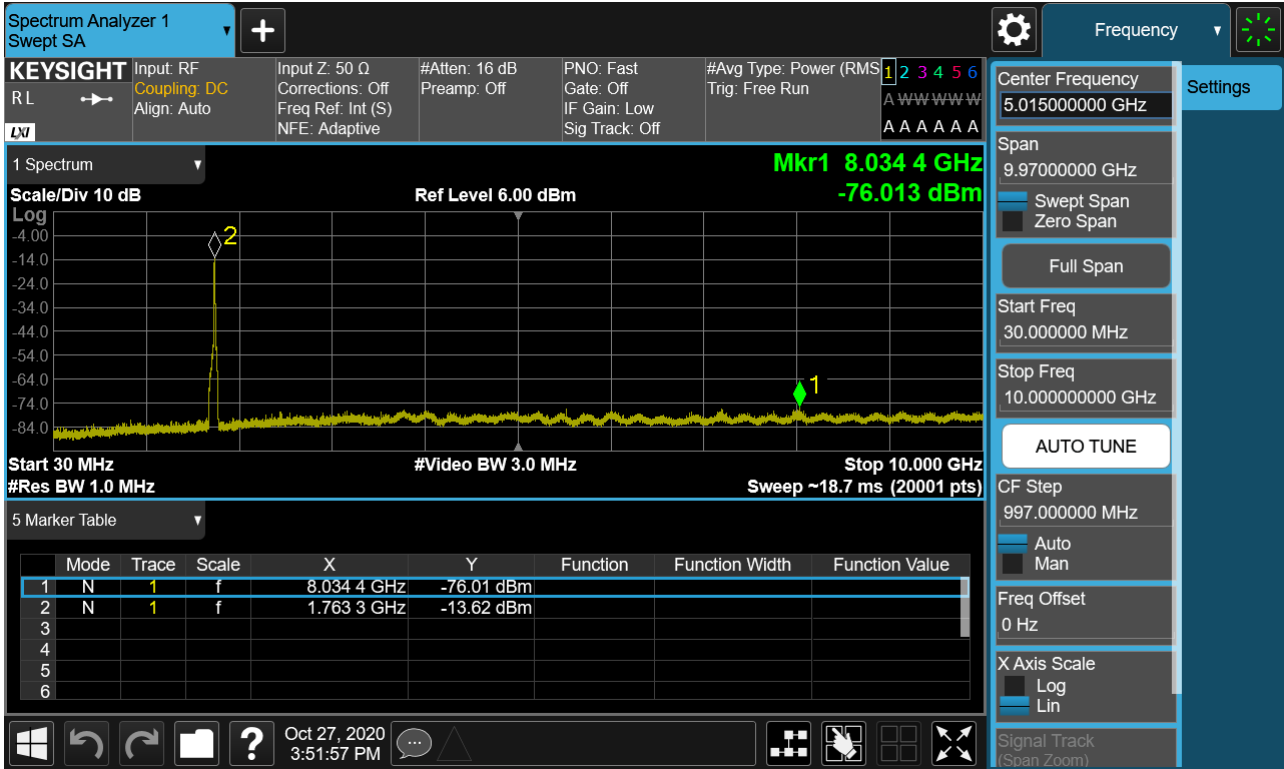 Spectrum Analyzer 1
Swept SA
+
Frequency
KEYSIGHT
R L
LXI
Input: RF
Coupling: DC
Align: Auto
Input Z: 50 Ω
Corrections: Off
Freq Ref: Int (S)
NFE: Adaptive
#Atten: 16 dB
Preamp: Off
PNO: Fast
Gate: Off
IF Gain: Low
Sig Track: Off
#Avg Type: Power (RMS
Trig: Free Run
1 2 3 4 5 6
A W W W W W
A A A A A A
Center Frequency
5.015000000 GHz
Settings
Span
9.97000000 GHz
Swept Span
Zero Span
Full Span
Start Freq
30.000000 MHz
Stop Freq
10.000000000 GHz
AUTO TUNE
CF Step
997.000000 MHz
Auto
Man
Freq Offset
0 Hz
X Axis Scale
Log
Lin
Signal Track
(Span Zoom)
1 Spectrum
Mkr1 8.034 4 GHz
Scale/Div 10 dB
Ref Level 6.00 dBm
-76.013 dBm
Log
-4.00
-14.0
-24.0
-34.0
-44.0
-54.0
-64.0
-74.0
-84.0
2
1
Start 30 MHz
#Video BW 3.0 MHz
Stop 10.000 GHz
#Res BW 1.0 MHz
Sweep ~18.7 ms (20001 pts)
5 Marker Table
Mode Trace Scale X Y Function Function Width Function Value
1 N 1 f 8.034 4 GHz -76.01 dBm
2 N 1 f 1.763 3 GHz -13.62 dBm
3
4
5
6
?
Oct 27, 2020
3:51:57 PM